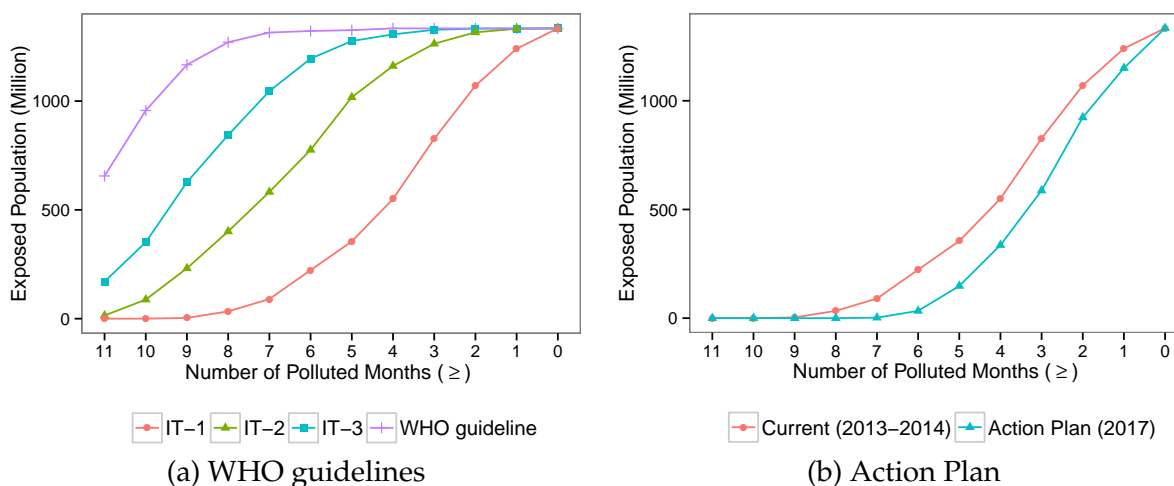 Exposed Population (Million)
1000
500
0
11 10 9 8 7 6 5 4 3 2 1 0
Number of Polluted Months ( ≥ )
IT−1 IT−2 IT−3 WHO guideline
(a) WHO guidelines
Exposed Population (Million)
1000
500
0
11 10 9 8 7 6 5 4 3 2 1 0
Number of Polluted Months ( ≥ )
Current (2013−2014) Action Plan (2017)
(b) Action Plan